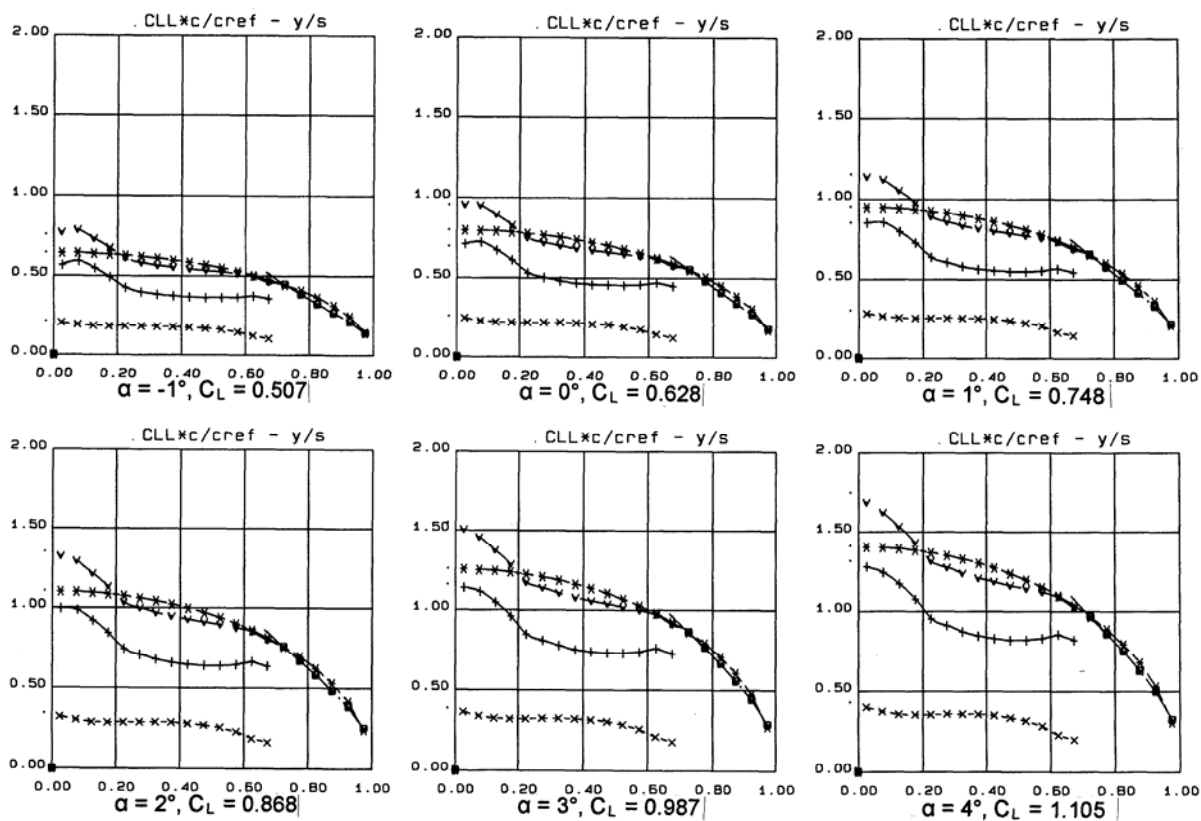 . CLL*c/cref - y/s
2.00
1.50
1.00
0.50
0.00
0.00 0.20 0.40 0.60 0.80 1.00
α = -1°, CL = 0.507
. CLL*c/cref - y/s
2.00
1.50
1.00
0.50
0.00
0.00 0.20 0.40 0.60 0.80 1.00
α = 0°, CL = 0.628
. CLL*c/cref - y/s
2.00
1.50
1.00
0.50
0.00
0.00 0.20 0.40 0.60 0.80 1.00
α = 1°, CL = 0.748
. CLL*c/cref - y/s
2.00
1.50
1.00
0.50
0.00
0.00 0.20 0.40 0.60 0.80 1.00
α = 2°, CL = 0.868
. CLL*c/cref - y/s
2.00
1.50
1.00
0.50
0.00
0.00 0.20 0.40 0.60 0.80 1.00
α = 3°, CL = 0.987
. CLL*c/cref - y/s
2.00
1.50
1.00
0.50
0.00
0.00 0.20 0.40 0.60 0.80 1.00
α = 4°, CL = 1.105